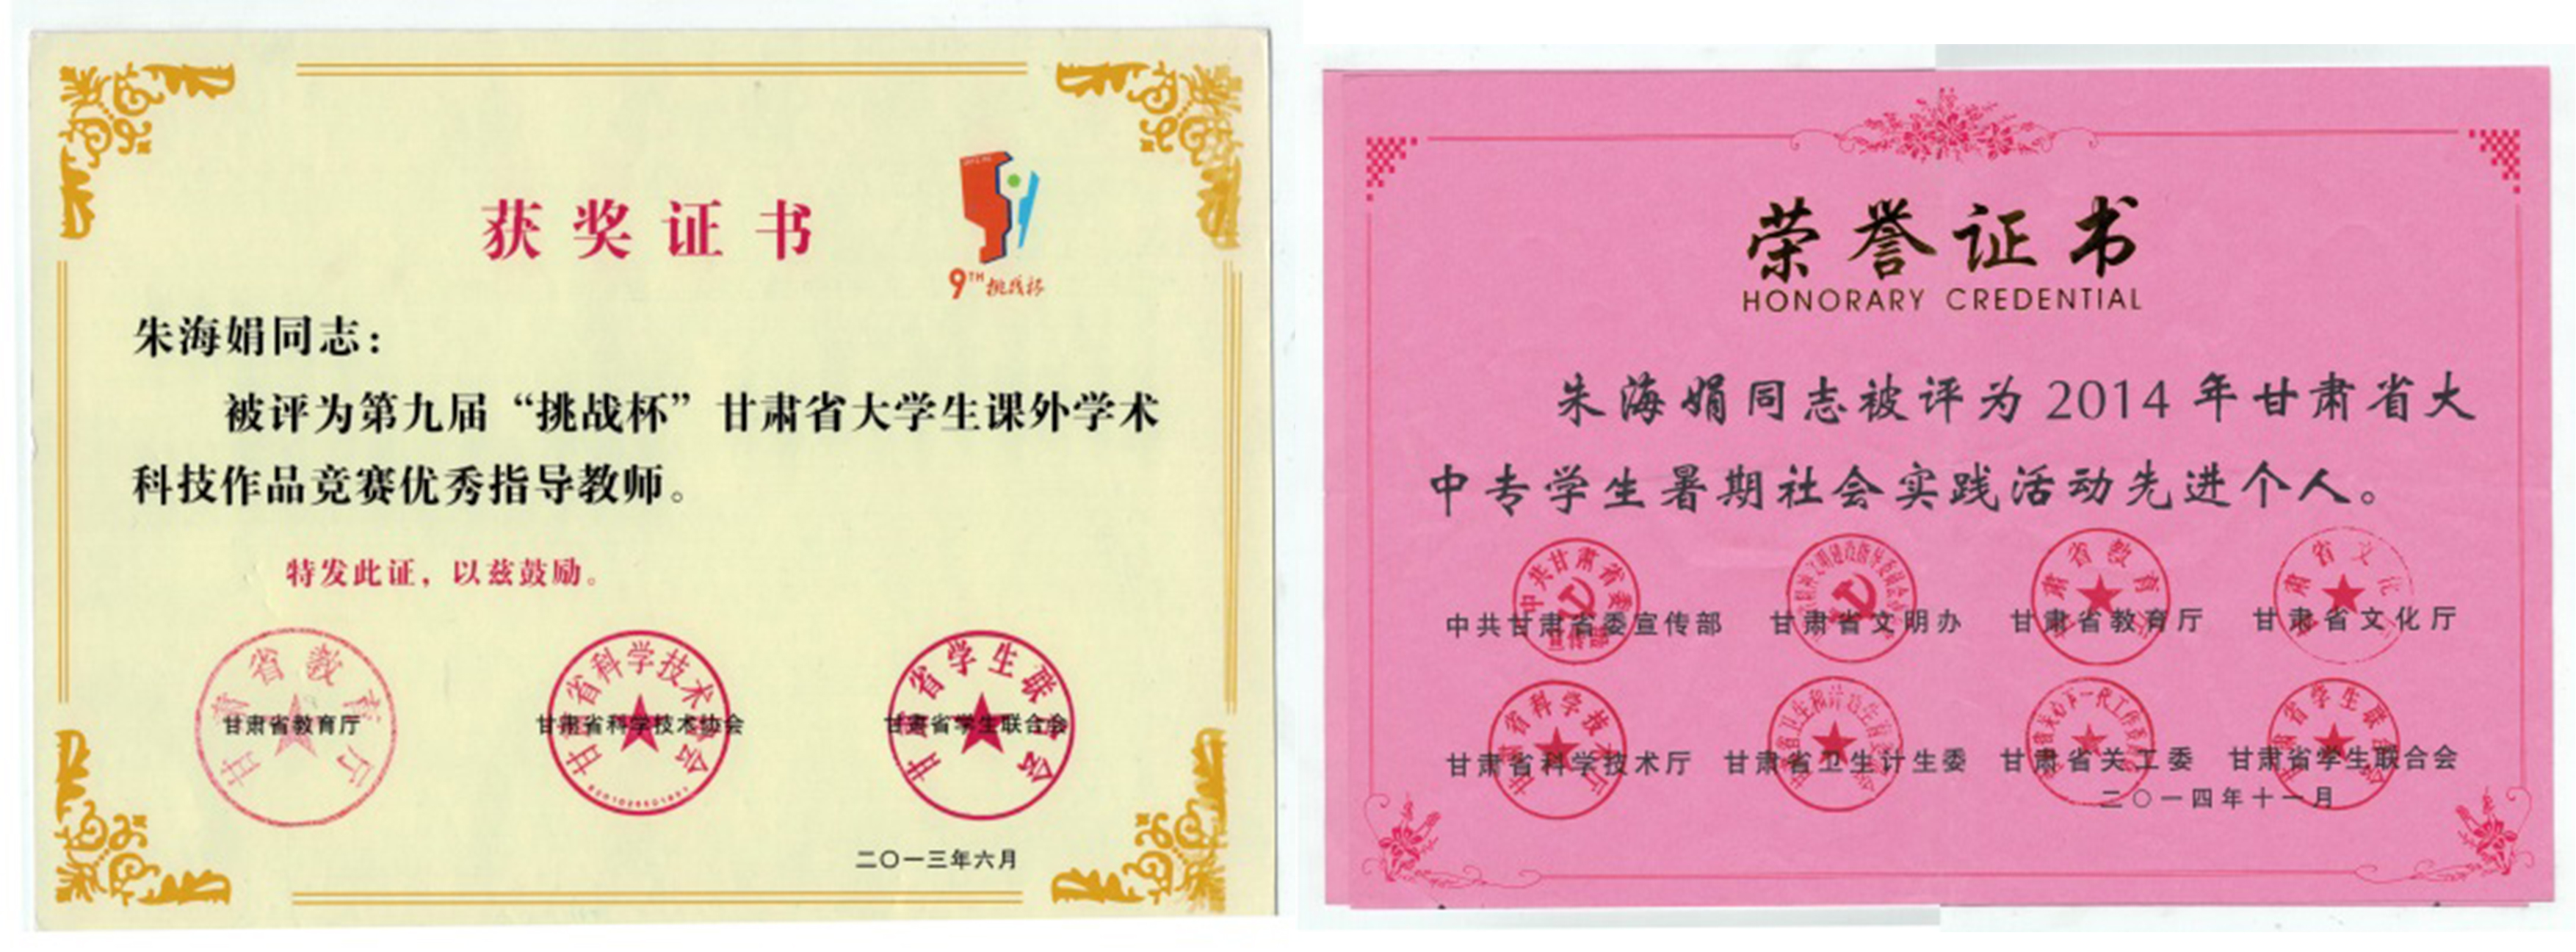 获奖证书
9TH 挑战杯
朱海娟同志：
被评为第九届“挑战杯”甘肃省大学生课外学术
科技作品竞赛优秀指导教师。
特发此证，以兹鼓励。
甘肃省教育厅 甘肃省科学技术协会 甘肃省学生联合会
二〇一三年六月
荣誉证书
HONORARY CREDENTIAL
朱海娟同志被评为2014年甘肃省大
中专学生暑期社会实践活动先进个人。
中共甘肃省委宣传部 甘肃省文明办 甘肃省教育厅 甘肃省文化厅
甘肃省科学技术厅 甘肃省卫生计生委 甘肃省关工委 甘肃省学生联合会
二〇一四年十一月